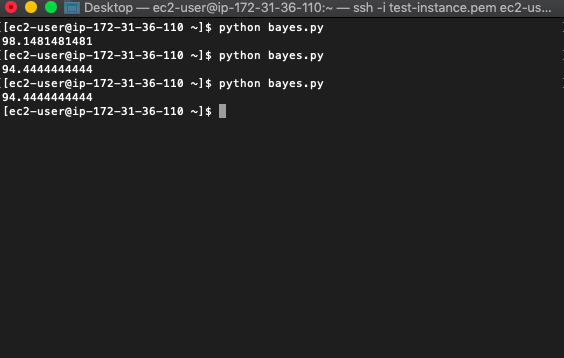 Desktop — ec2-user@ip-172-31-36-110:~ — ssh -i test-instance.pem ec2-us...
[[ec2-user@ip-172-31-36-110 ~]$ python bayes.py
98.1481481481
[[ec2-user@ip-172-31-36-110 ~]$ python bayes.py
94.4444444444
[[ec2-user@ip-172-31-36-110 ~]$ python bayes.py
94.4444444444
[ec2-user@ip-172-31-36-110 ~]$